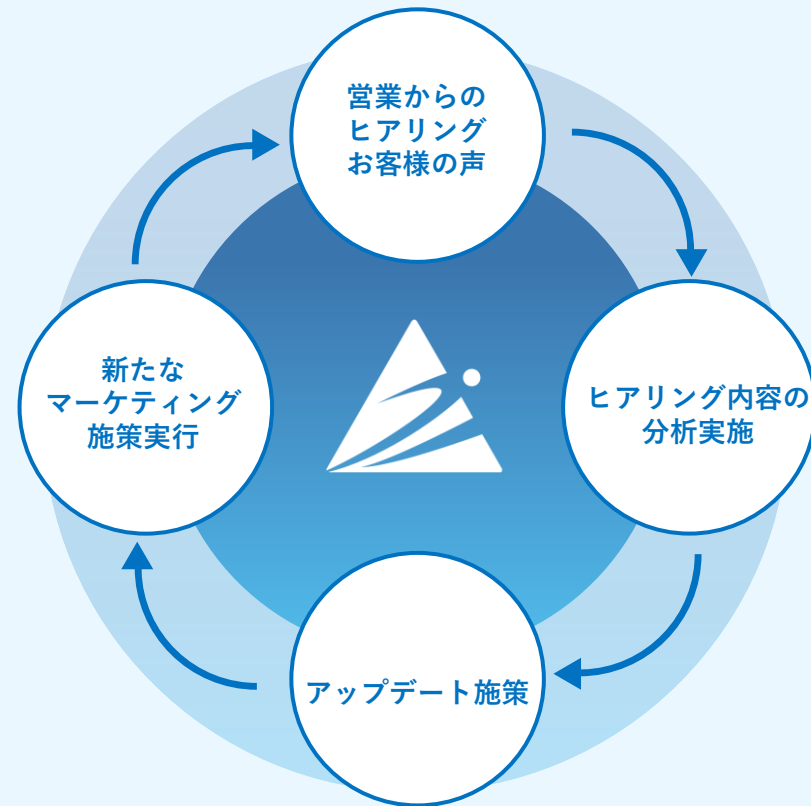 営業からの
ヒアリング
お客様の声
ヒアリング内容の
分析実施
アップデート施策
新たな
マーケティング
施策実行